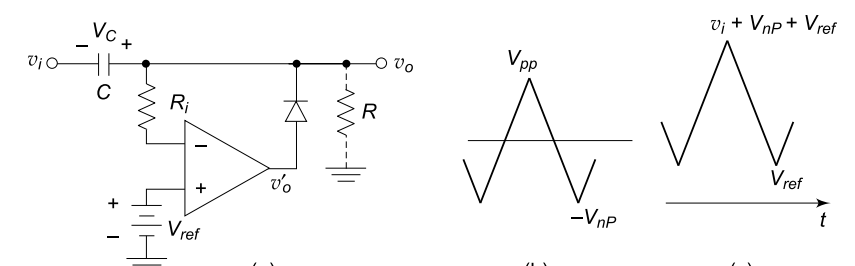 V_C
− +
v_i
v_o
C
R_i
R
−
+
v'_o
+
−
V_ref
V_pp
−V_nP
v_i + V_nP + V_ref
V_ref
t